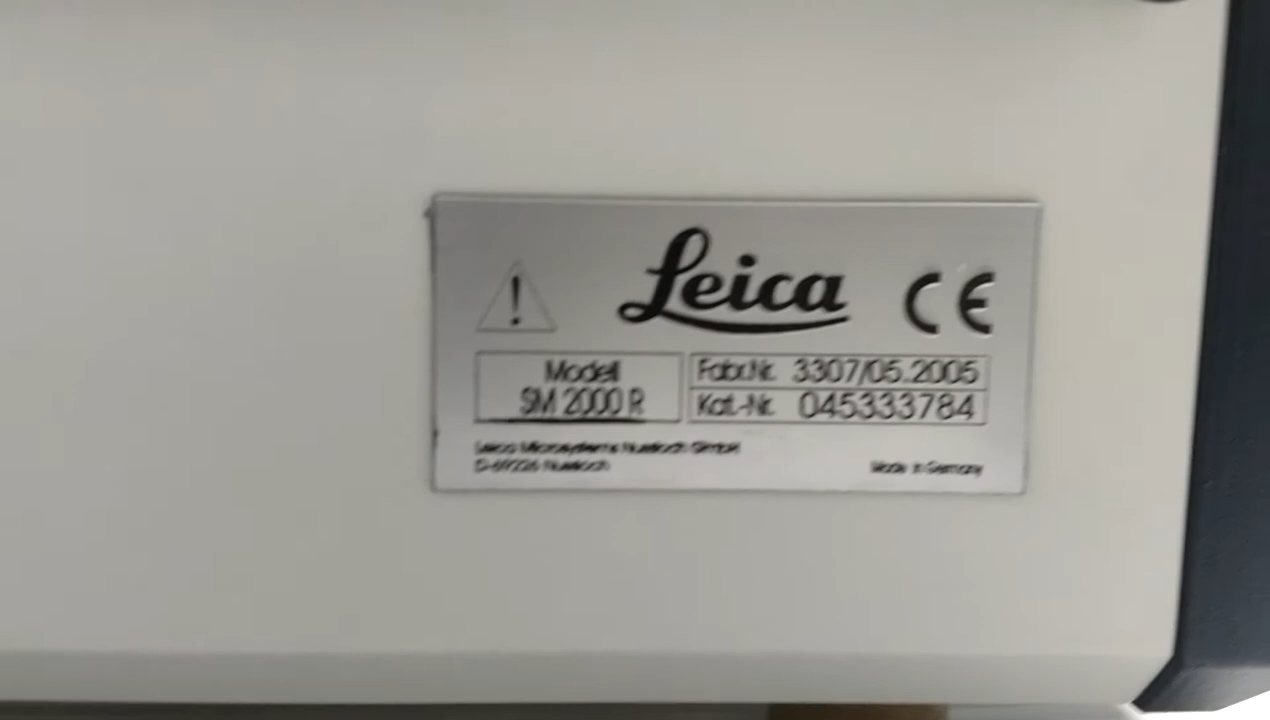 Leica CE
Modell
SM 2000 R
Fabr.Nr. 3307/05.2005
Kat.-Nr. 045333784
Leica Microsystems Nussloch GmbH
D-69226 Nussloch
Made in Germany